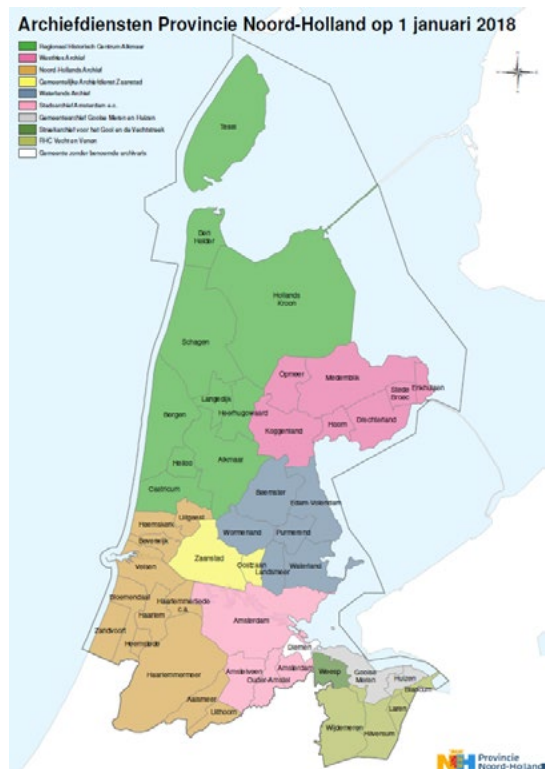 Archiefdiensten Provincie Noord-Holland op 1 januari 2018
Regionaal Historisch Centrum Alkmaar
Westfries Archief
Noord-Hollands Archief
Gemeentelijke Archiefdienst Zaanstad
Waterlands Archief
Stadsarchief Amsterdam e.o.
Gemeentearchief Gooise Meren en Huizen
Streekarchief voor het Gooi en de Vechtstreek
RHC Vecht en Venen
Gemeente zonder benoemde archivaris
Texel
Den
Helder
Hollands
Kroon
Schagen
Opmeer
Medemblik
Stede
Broec
Enkhuizen
Langedijk
Heerhugowaard
Bergen
Koggenland
Hoorn
Drechterland
Heiloo
Alkmaar
Castricum
Beemster
Edam-Volendam
Uitgeest
Heemskerk
Beverwijk
Wormerland
Purmerend
Velsen
Zaanstad
Oostzaan
Landsmeer
Waterland
Bloemendaal
Haarlemmerliede
c.a.
Haarlem
Zandvoort
Heemstede
Amsterdam
Diemen
Haarlemmermeer
Amstelveen
Amsterdam
Ouder-Amstel
Weesp
Gooise
Meren
Huizen
Blaricum
Aalsmeer
Uithoorn
Laren
Wijdemeren
Hilversum
Provincie
Noord-Holland